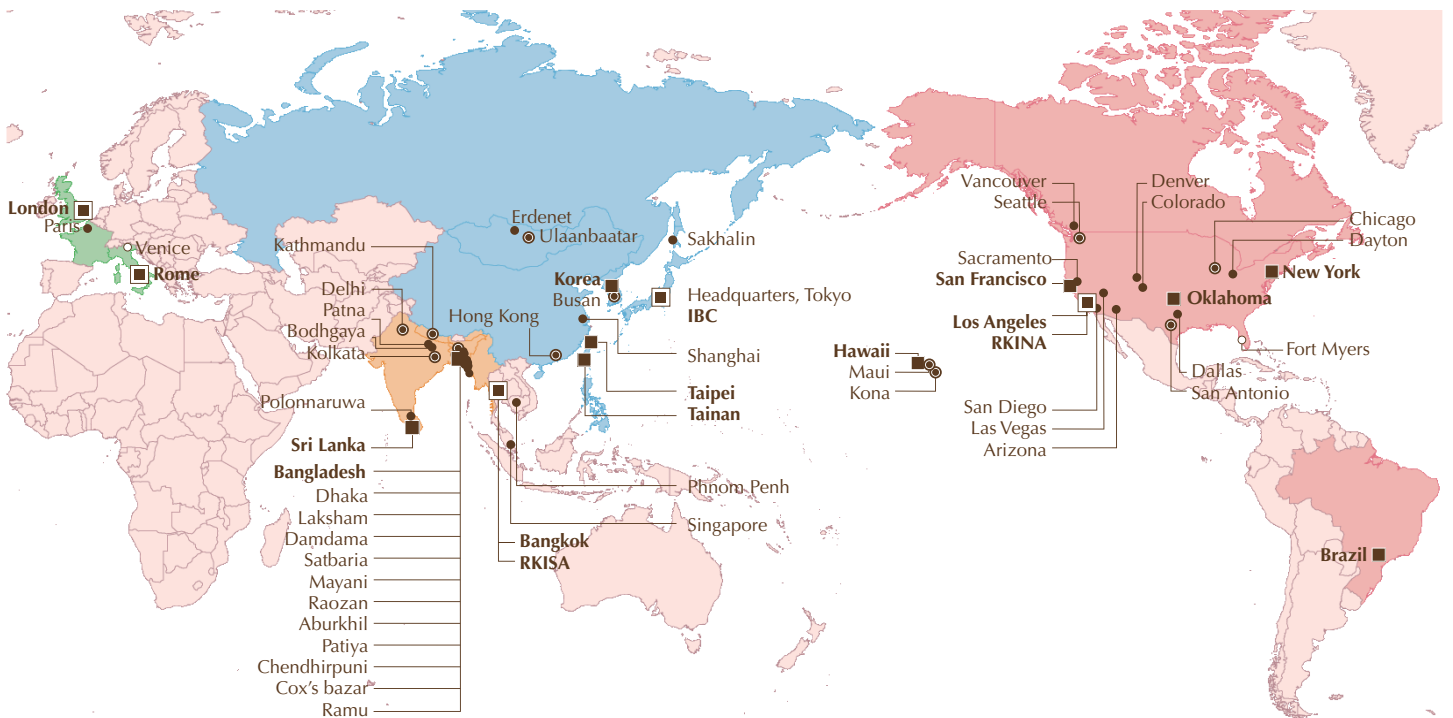 London
Paris
Venice
Rome
Kathmandu
Delhi
Patna
Bodhgaya
Kolkata
Polonnaruwa
Sri Lanka
Bangladesh
Dhaka
Laksham
Damdama
Satbaria
Mayani
Raozan
Aburkhil
Patiya
Chendhirpuni
Cox's bazar
Ramu
Erdenet
Ulaanbaatar
Sakhalin
Korea
Busan
Headquarters, Tokyo
IBC
Hong Kong
Shanghai
Taipei
Tainan
Phnom Penh
Singapore
Bangkok
RKISA
Hawaii
Maui
Kona
Vancouver
Seattle
Denver
Colorado
Chicago
Dayton
Sacramento
San Francisco
New York
Oklahoma
Los Angeles
RKINA
Fort Myers
Dallas
San Antonio
San Diego
Las Vegas
Arizona
Brazil